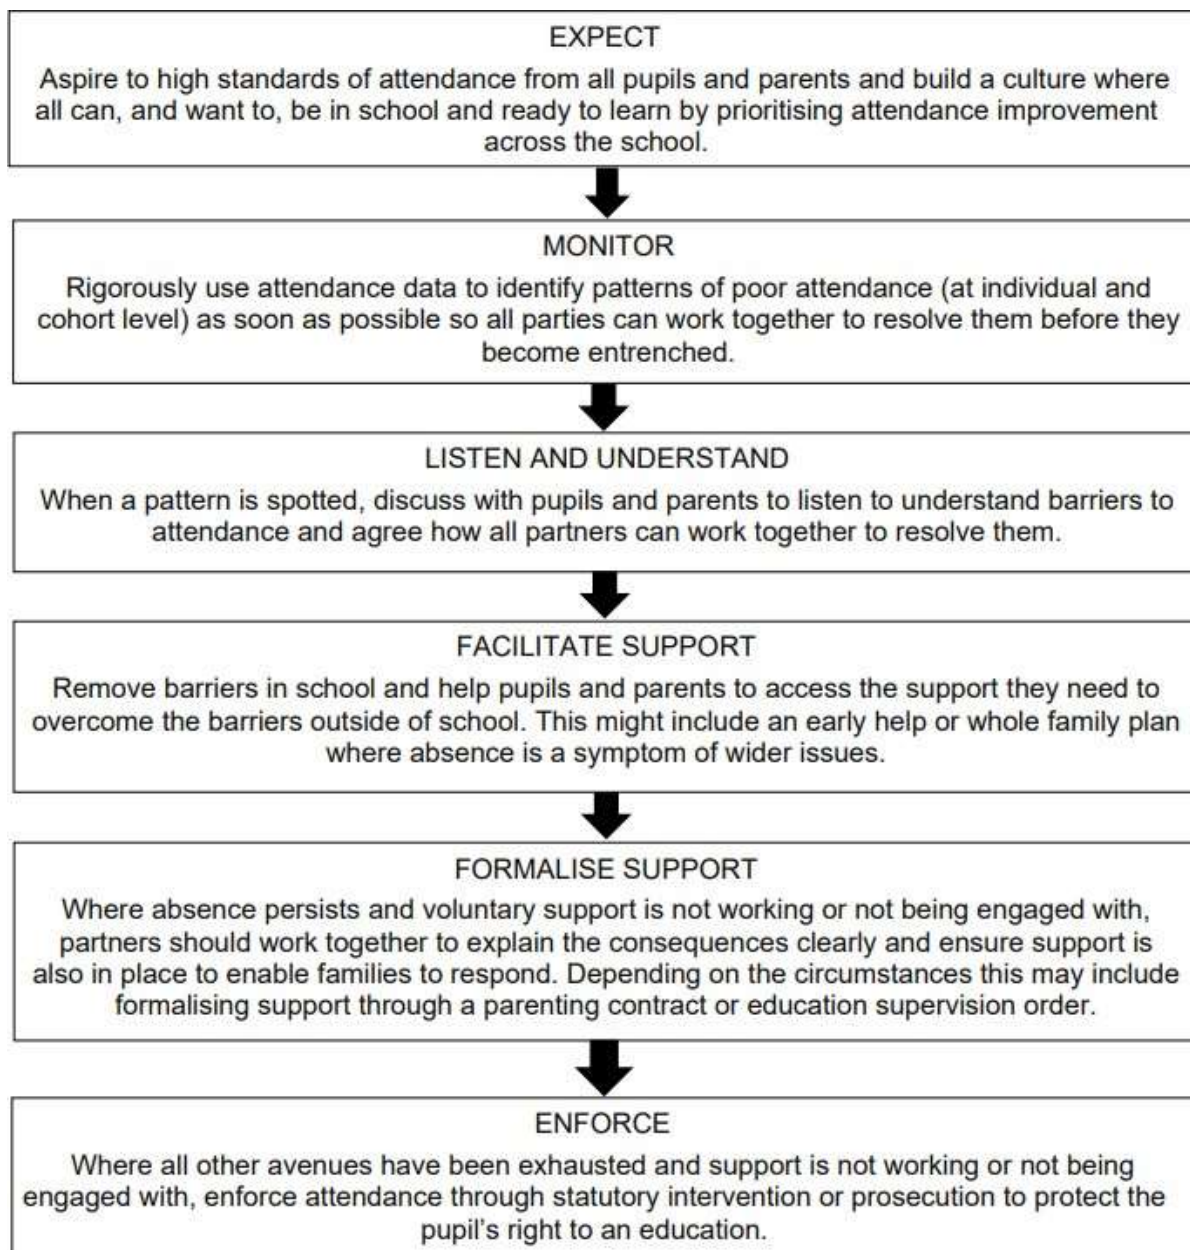 EXPECT
Aspire to high standards of attendance from all pupils and parents and build a culture where
all can, and want to, be in school and ready to learn by prioritising attendance improvement
across the school.
MONITOR
Rigorously use attendance data to identify patterns of poor attendance (at individual and
cohort level) as soon as possible so all parties can work together to resolve them before they
become entrenched.
LISTEN AND UNDERSTAND
When a pattern is spotted, discuss with pupils and parents to listen to understand barriers to
attendance and agree how all partners can work together to resolve them.
FACILITATE SUPPORT
Remove barriers in school and help pupils and parents to access the support they need to
overcome the barriers outside of school. This might include an early help or whole family plan
where absence is a symptom of wider issues.
FORMALISE SUPPORT
Where absence persists and voluntary support is not working or not being engaged with,
partners should work together to explain the consequences clearly and ensure support is
also in place to enable families to respond. Depending on the circumstances this may include
formalising support through a parenting contract or education supervision order.
ENFORCE
Where all other avenues have been exhausted and support is not working or not being
engaged with, enforce attendance through statutory intervention or prosecution to protect the
pupil's right to an education.